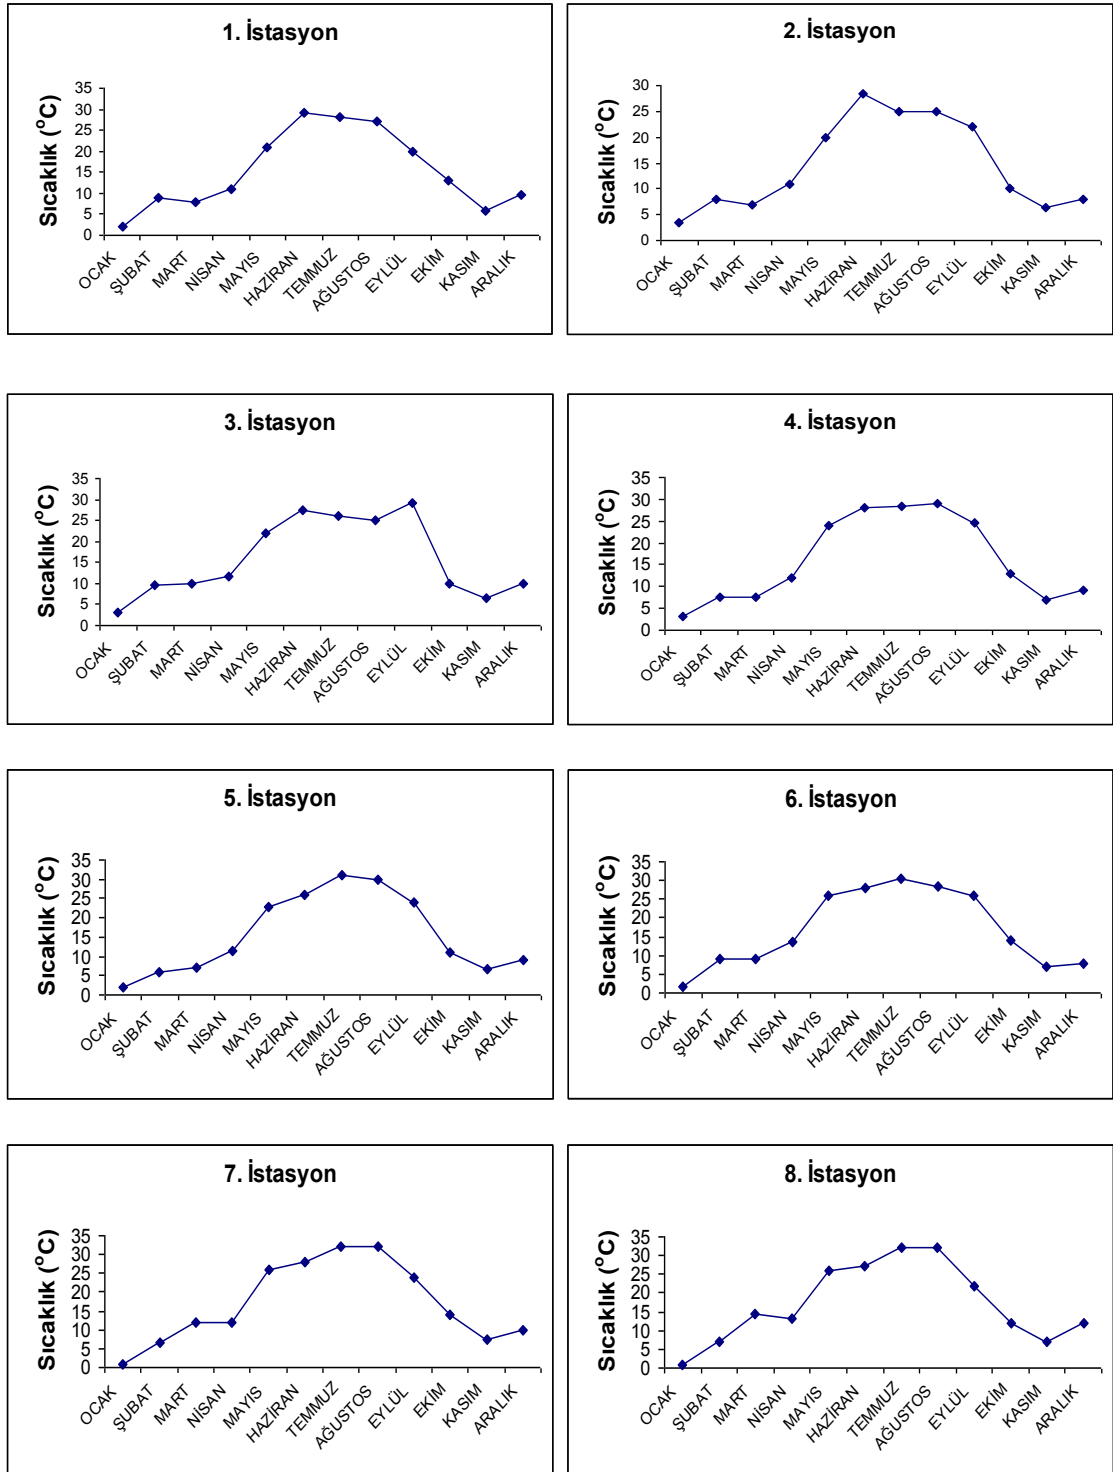 1. İstasyon
Sıcaklık (°C)
35
30
25
20
15
10
5
0
OCAK
ŞUBAT
MART
NİSAN
MAYIS
HAZİRAN
TEMMUZ
AĞUSTOS
EYLÜL
EKİM
KASIM
ARALIK
2. İstasyon
Sıcaklık (°C)
30
25
20
15
10
5
0
OCAK
ŞUBAT
MART
NİSAN
MAYIS
HAZİRAN
TEMMUZ
AĞUSTOS
EYLÜL
EKİM
KASIM
ARALIK
3. İstasyon
Sıcaklık (°C)
35
30
25
20
15
10
5
0
OCAK
ŞUBAT
MART
NİSAN
MAYIS
HAZİRAN
TEMMUZ
AĞUSTOS
EYLÜL
EKİM
KASIM
ARALIK
4. İstasyon
Sıcaklık (°C)
35
30
25
20
15
10
5
0
OCAK
ŞUBAT
MART
NİSAN
MAYIS
HAZİRAN
TEMMUZ
AĞUSTOS
EYLÜL
EKİM
KASIM
ARALIK
5. İstasyon
Sıcaklık (°C)
35
30
25
20
15
10
5
0
OCAK
ŞUBAT
MART
NİSAN
MAYIS
HAZİRAN
TEMMUZ
AĞUSTOS
EYLÜL
EKİM
KASIM
ARALIK
6. İstasyon
Sıcaklık (°C)
35
30
25
20
15
10
5
0
OCAK
ŞUBAT
MART
NİSAN
MAYIS
HAZİRAN
TEMMUZ
AĞUSTOS
EYLÜL
EKİM
KASIM
ARALIK
7. İstasyon
Sıcaklık (°C)
35
30
25
20
15
10
5
0
OCAK
ŞUBAT
MART
NİSAN
MAYIS
HAZİRAN
TEMMUZ
AĞUSTOS
EYLÜL
EKİM
KASIM
ARALIK
8. İstasyon
Sıcaklık (°C)
35
30
25
20
15
10
5
0
OCAK
ŞUBAT
MART
NİSAN
MAYIS
HAZİRAN
TEMMUZ
AĞUSTOS
EYLÜL
EKİM
KASIM
ARALIK